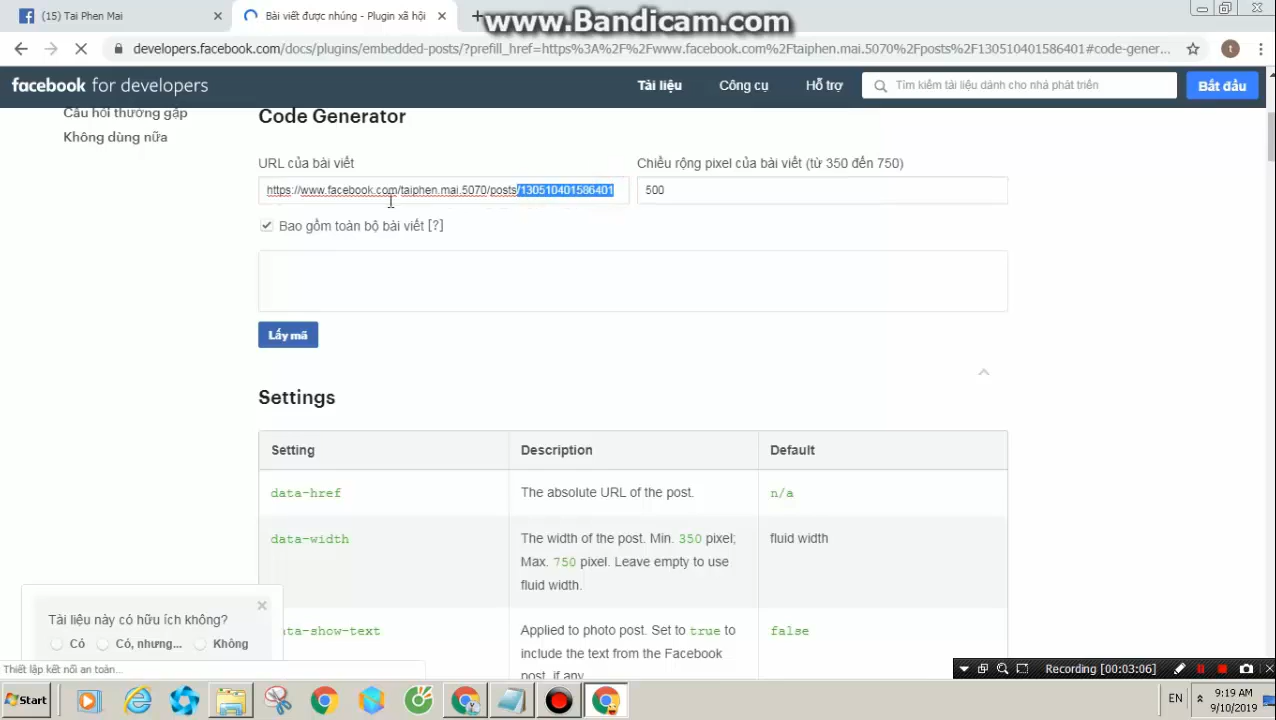 (15) Tai Phen Mai
Bài viết được nhúng - Plugin xã hội
www.Bandicam.com
developers.facebook.com/docs/plugins/embedded-posts/?prefill_href=https%3A%2F%2Fwww.facebook.com%2Ftaiphen.mai.5070%2Fposts%2F130510401586401#code-gener...
t
facebook for developers
Tài liệu
Công cụ
Hỗ trợ
Tìm kiếm tài liệu dành cho nhà phát triển
Bắt đầu
Câu hỏi thường gặp
Không dùng nữa
Code Generator
URL của bài viết
Chiều rộng pixel của bài viết (từ 350 đến 750)
https://www.facebook.com/taiphen.mai.5070/posts/130510401586401
500
Bao gồm toàn bộ bài viết [?]
Lấy mã
Settings
Setting
Description
Default
data-href
The absolute URL of the post.
n/a
data-width
The width of the post. Min. 350 pixel;
Max. 750 pixel. Leave empty to use
fluid width.
fluid width
ata-show-text
Applied to photo post. Set to true to
include the text from the Facebook
post, if any
false
Tài liệu này có hữu ích không?
Có
Có, nhưng...
Không
Thiết lập kết nối an toàn...
Recording [00:03:06]
Start
EN
9:19 AM
9/10/2019